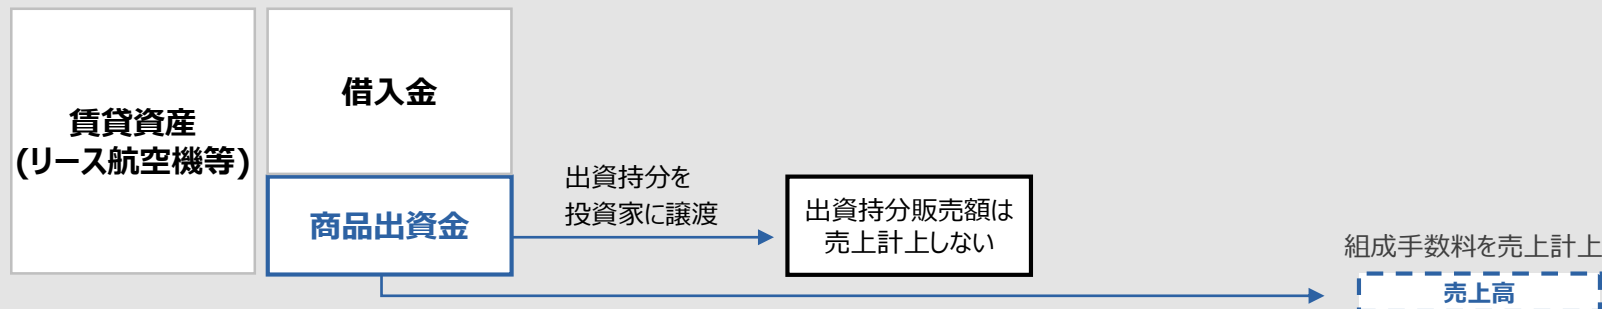 賃貸資産
(リース航空機等)
借入金
商品出資金
出資持分を
投資家に譲渡
出資持分販売額は
売上計上しない
組成手数料を売上計上
売上高